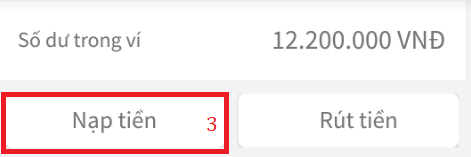 Số dư trong ví 12.200.000 VNĐ
Nạp tiền 3 Rút tiền